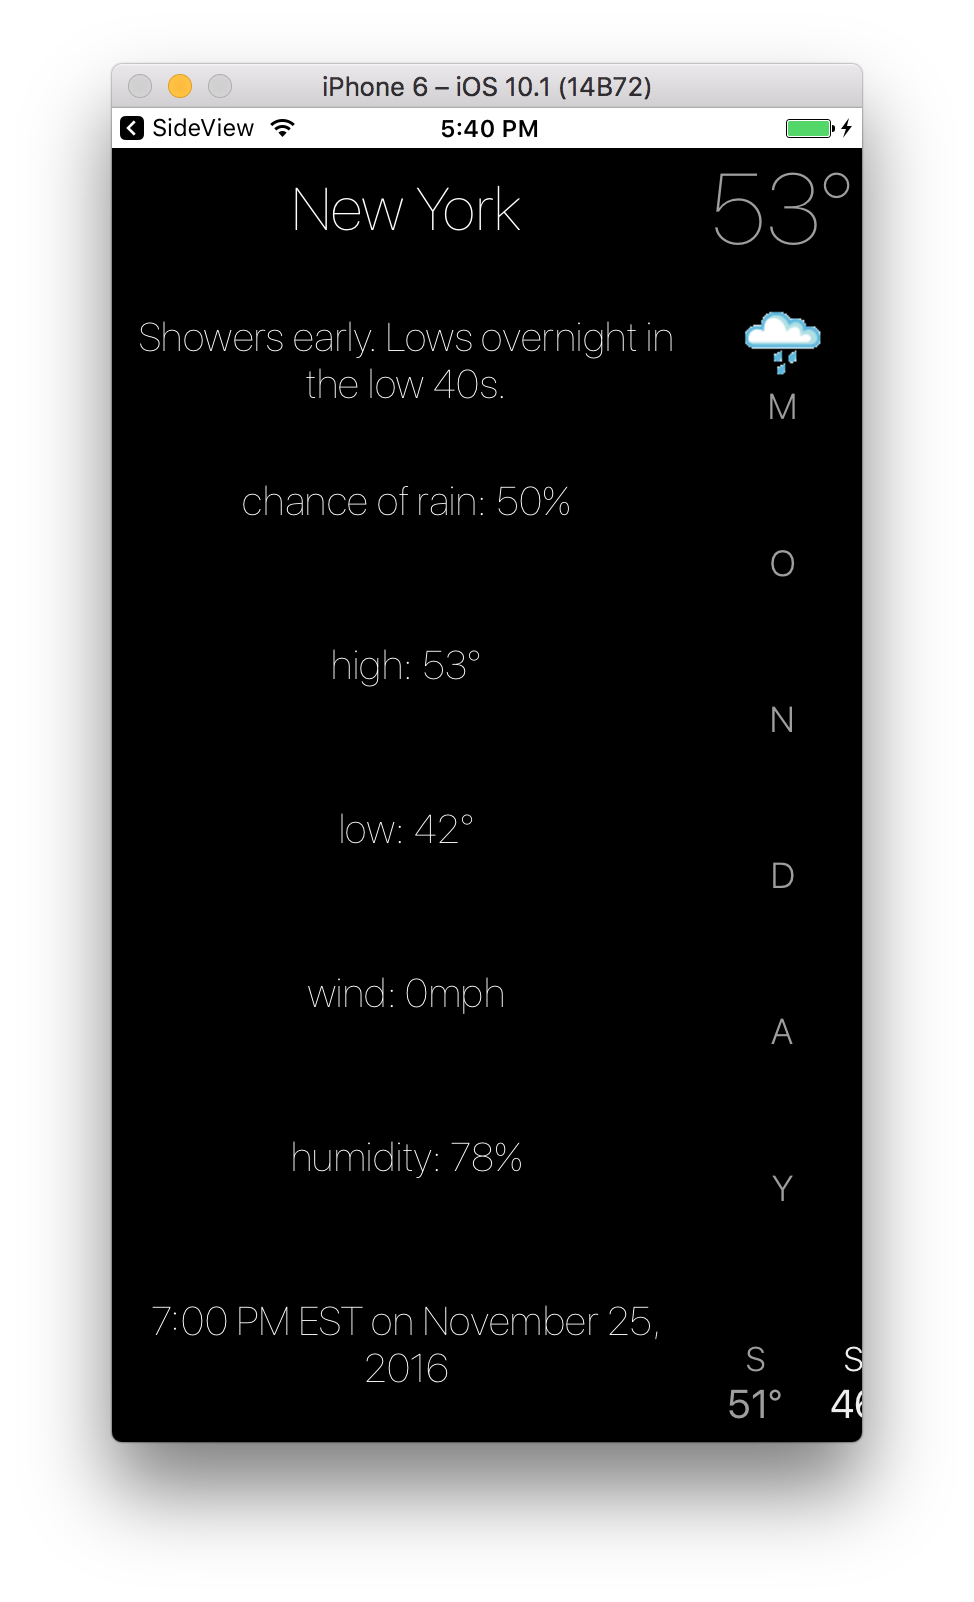 iPhone 6 – iOS 10.1 (14B72)
SideView 5:40 PM
New York 53°
Showers early. Lows overnight in
the low 40s.
M
chance of rain: 50%
O
high: 53°
N
low: 42°
D
wind: 0mph
A
humidity: 78%
Y
7:00 PM EST on November 25,
2016
S S
51° 46